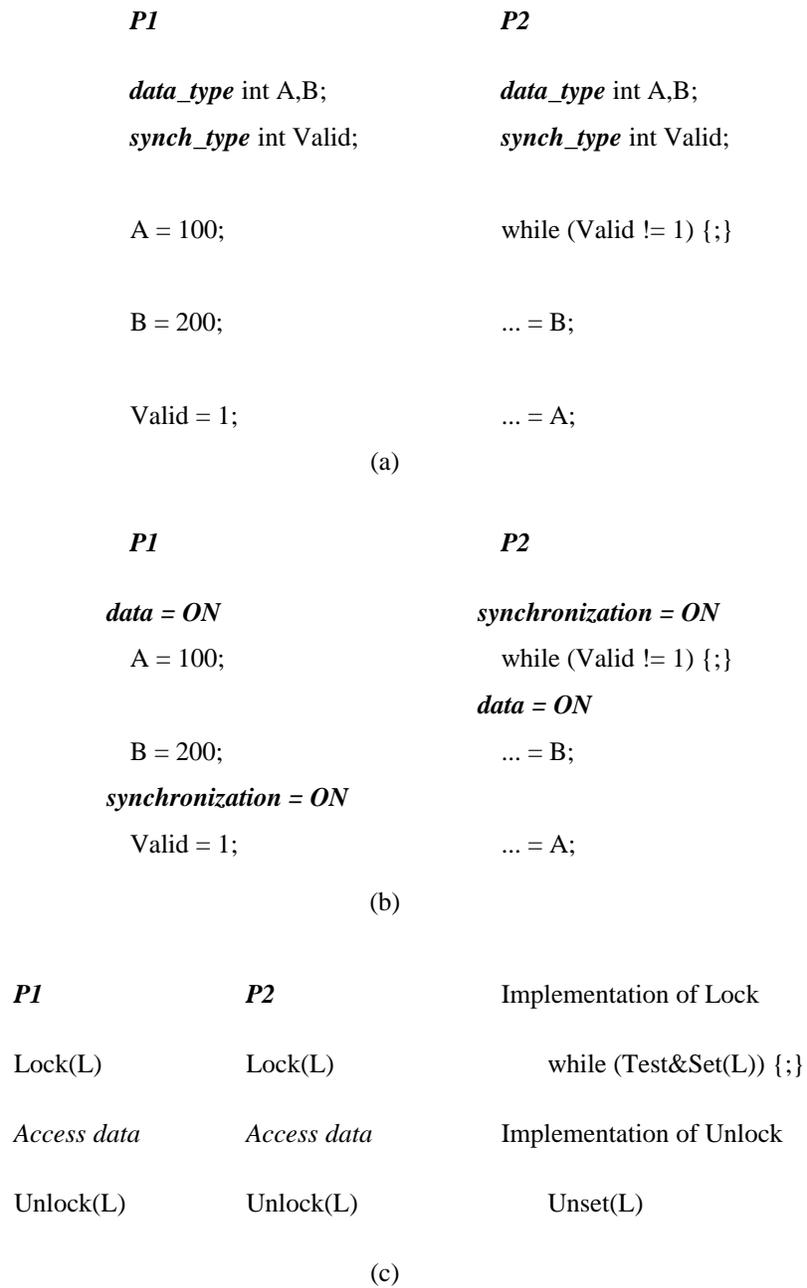 P1 P2
data_type int A,B; data_type int A,B;
synch_type int Valid; synch_type int Valid;
A = 100; while (Valid != 1) {;}
B = 200; ... = B;
Valid = 1; ... = A;
(a)
P1 P2
data = ON synchronization = ON
A = 100; while (Valid != 1) {;}
data = ON
B = 200; ... = B;
synchronization = ON
Valid = 1; ... = A;
(b)
P1 P2 Implementation of Lock
Lock(L) Lock(L) while (Test&Set(L)) {;}
Access data Access data Implementation of Unlock
Unlock(L) Unlock(L) Unset(L)
(c)